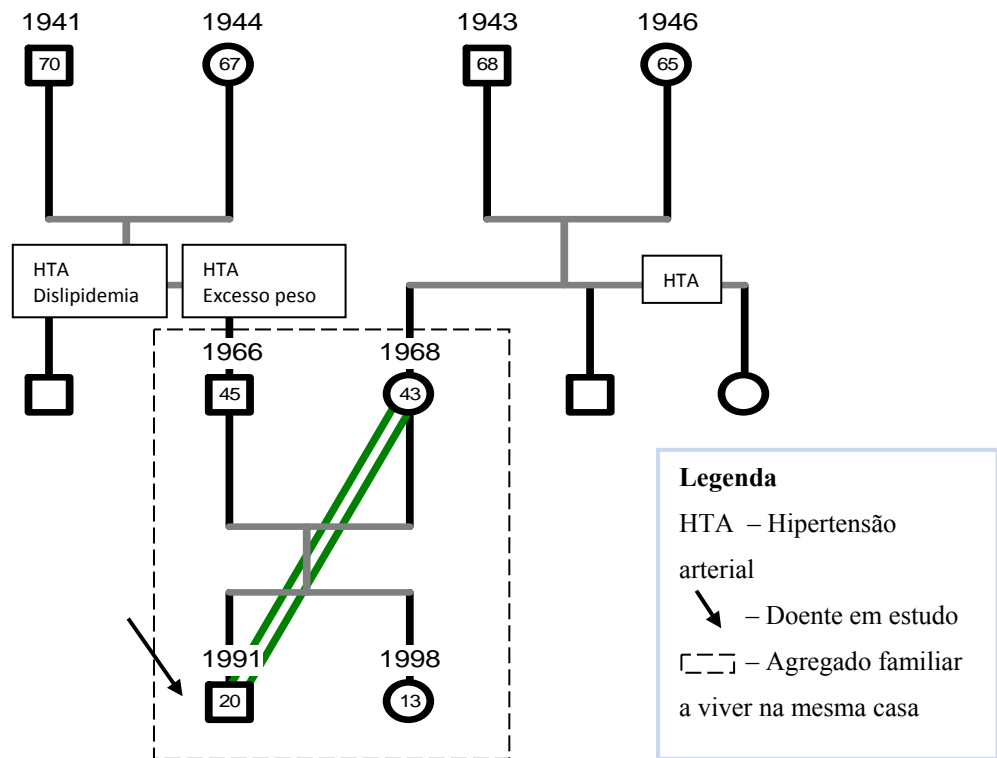 1941
1944
1943
1946
70
67
68
65
HTA
Dislipidemia
HTA
Excesso peso
HTA
1966
1968
45
43
1991
1998
20
13
Legenda
HTA – Hipertensão
arterial
– Doente em estudo
– Agregado familiar
a viver na mesma casa